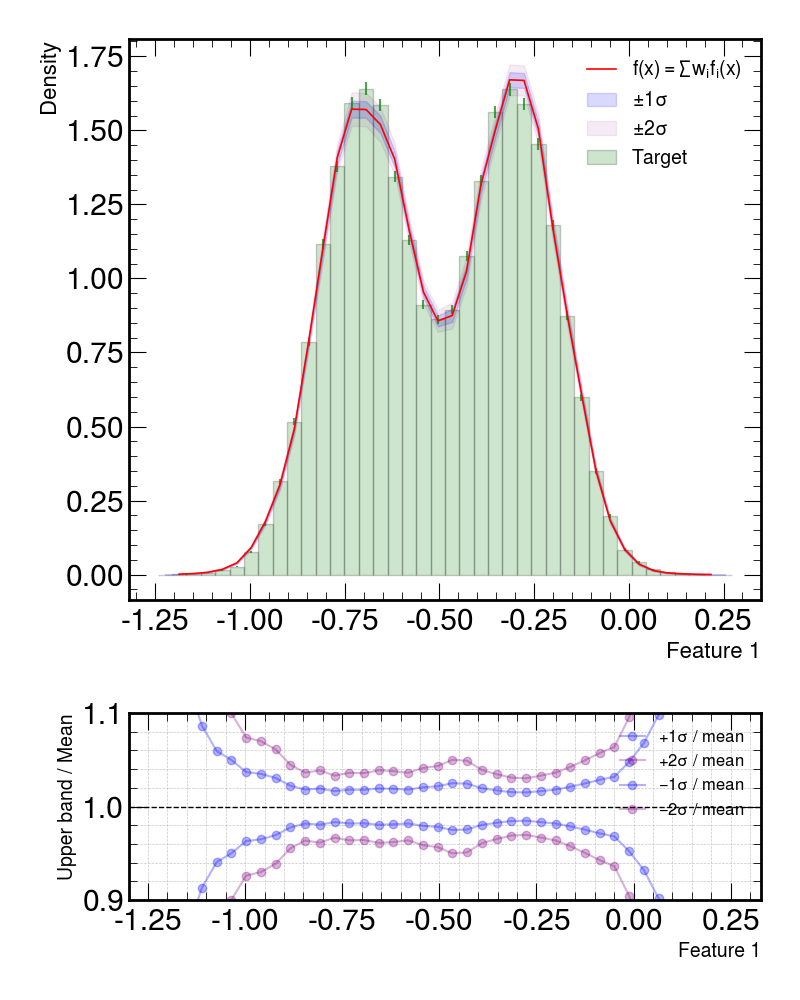 Density
1.75
1.50
1.25
1.00
0.75
0.50
0.25
0.00
f(x) = ∑wᵢfᵢ(x)
±1σ
±2σ
Target
-1.25 -1.00 -0.75 -0.50 -0.25 0.00 0.25
Feature 1
Upper band / Mean
1.1
1.0
0.9
+1σ / mean
+2σ / mean
−1σ / mean
−2σ / mean
-1.25 -1.00 -0.75 -0.50 -0.25 0.00 0.25
Feature 1